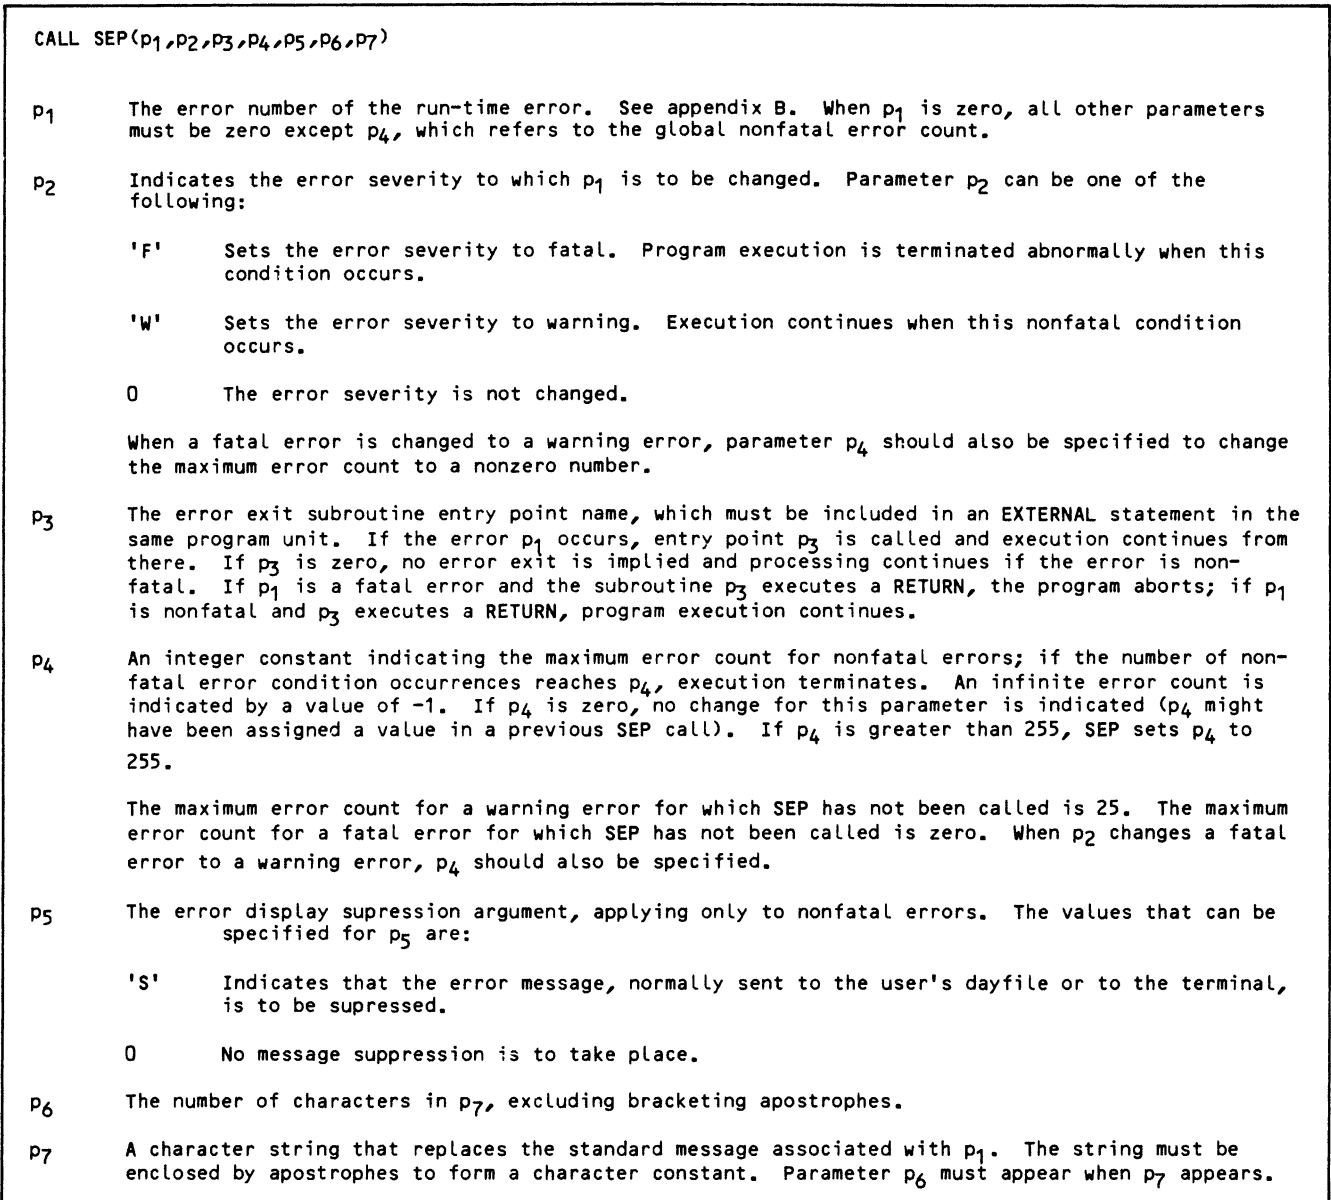 CALL SEP(p1,p2,p3,p4,p5,p6,p7)
p1 The error number of the run-time error. See appendix B. When p1 is zero, all other parameters
must be zero except p4, which refers to the global nonfatal error count.
p2 Indicates the error severity to which p1 is to be changed. Parameter p2 can be one of the
following:
'F' Sets the error severity to fatal. Program execution is terminated abnormally when this
condition occurs.
'W' Sets the error severity to warning. Execution continues when this nonfatal condition
occurs.
0 The error severity is not changed.
When a fatal error is changed to a warning error, parameter p4 should also be specified to change
the maximum error count to a nonzero number.
p3 The error exit subroutine entry point name, which must be included in an EXTERNAL statement in the
same program unit. If the error p1 occurs, entry point p3 is called and execution continues from
there. If p3 is zero, no error exit is implied and processing continues if the error is non-
fatal. If p1 is a fatal error and the subroutine p3 executes a RETURN, the program aborts; if p1
is nonfatal and p3 executes a RETURN, program execution continues.
p4 An integer constant indicating the maximum error count for nonfatal errors; if the number of non-
fatal error condition occurrences reaches p4, execution terminates. An infinite error count is
indicated by a value of -1. If p4 is zero, no change for this parameter is indicated (p4 might
have been assigned a value in a previous SEP call). If p4 is greater than 255, SEP sets p4 to
255.
The maximum error count for a warning error for which SEP has not been called is 25. The maximum
error count for a fatal error for which SEP has not been called is zero. When p2 changes a fatal
error to a warning error, p4 should also be specified.
p5 The error display supression argument, applying only to nonfatal errors. The values that can be
specified for p5 are:
'S' Indicates that the error message, normally sent to the user's dayfile or to the terminal,
is to be supressed.
0 No message suppression is to take place.
p6 The number of characters in p7, excluding bracketing apostrophes.
p7 A character string that replaces the standard message associated with p1. The string must be
enclosed by apostrophes to form a character constant. Parameter p6 must appear when p7 appears.